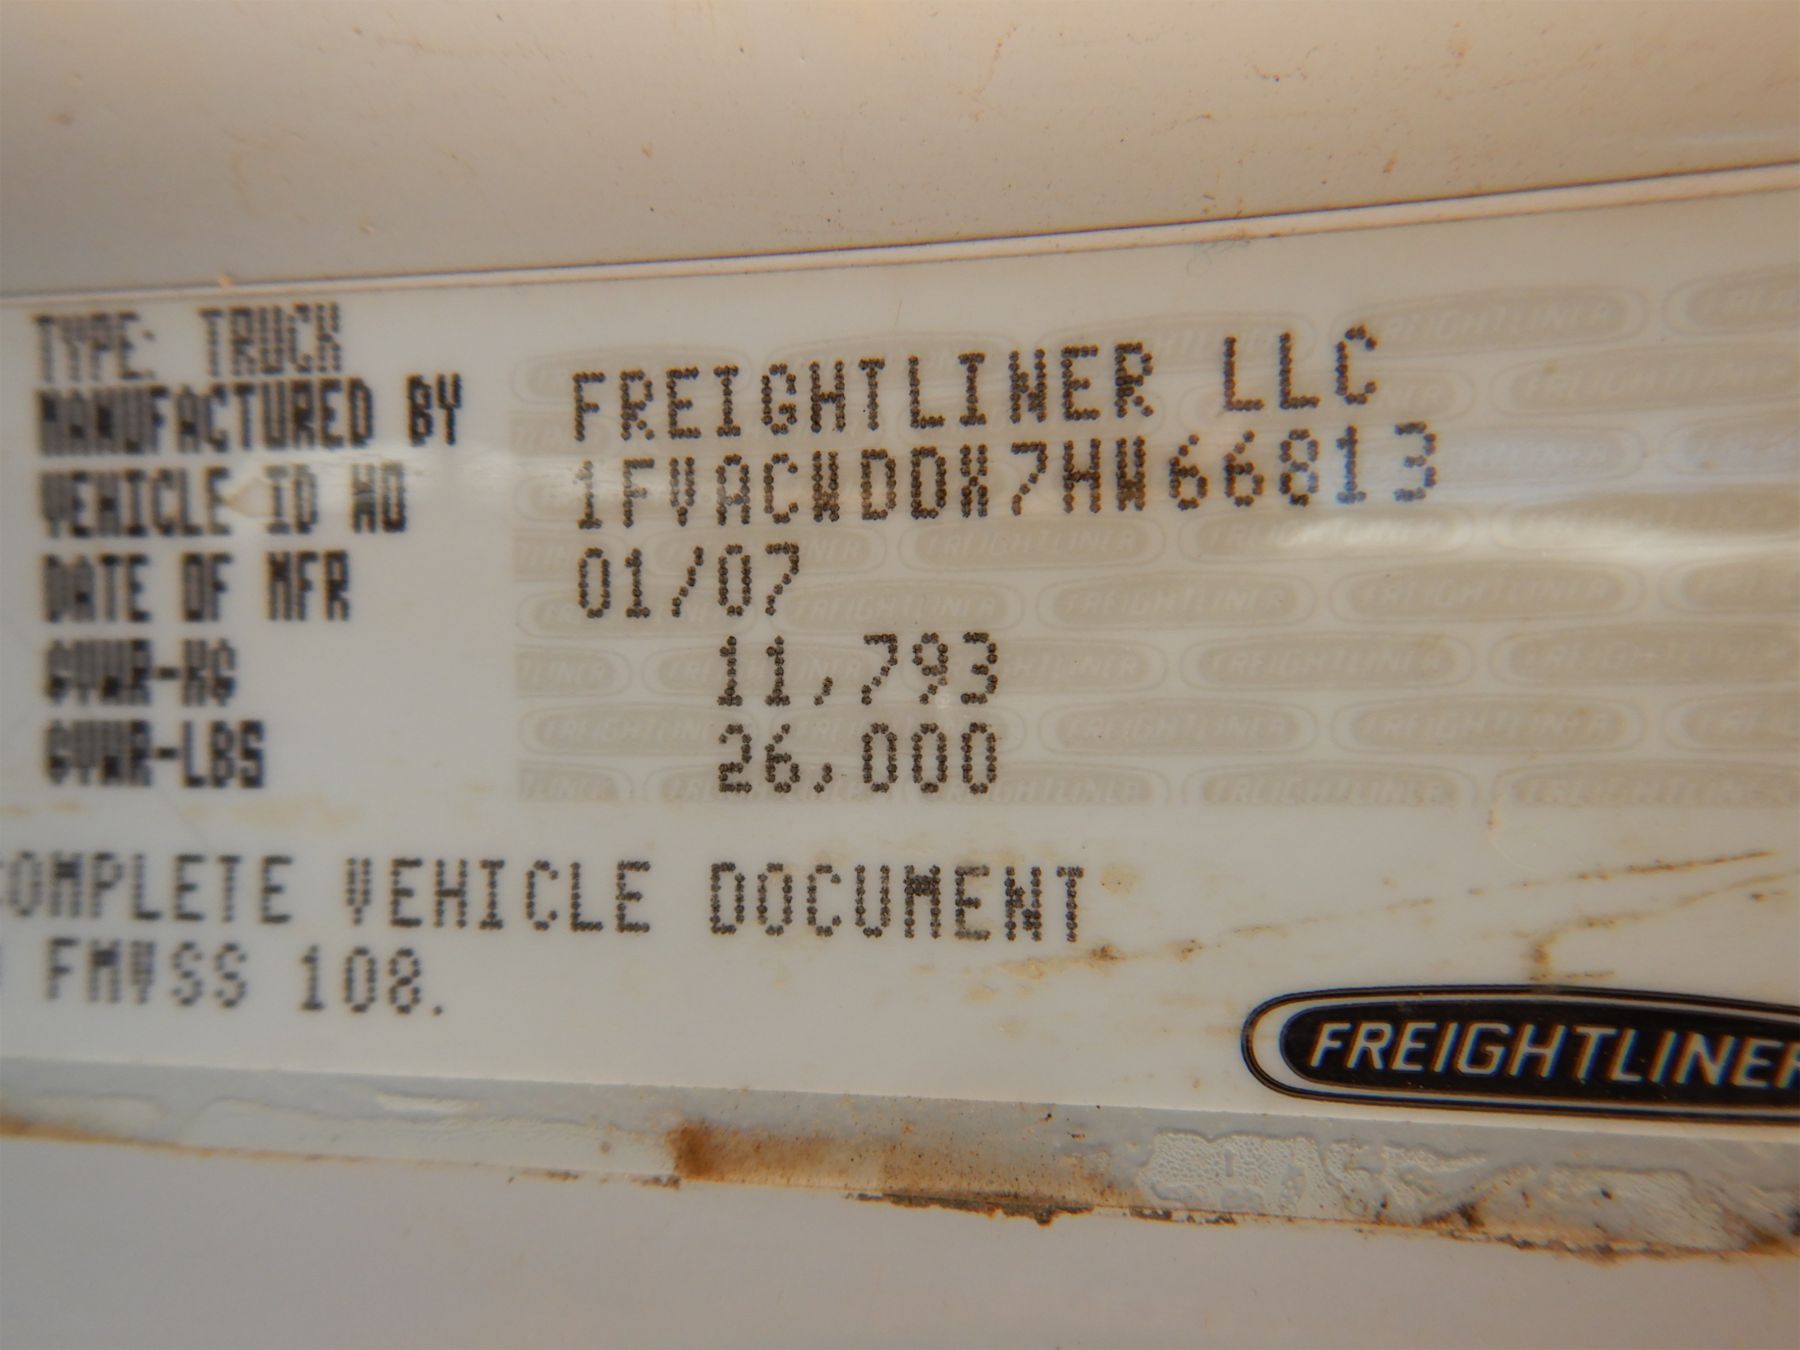 TYPE: TRUCK
MANUFACTURED BY FREIGHTLINER LLC
VEHICLE ID NO 1FVACWDDX7HW66813
DATE OF MFR 01/07
GVWR-KG 11,793
GVWR-LBS 26,000
COMPLETE VEHICLE DOCUMENT
FMVSS 108.
FREIGHTLINER